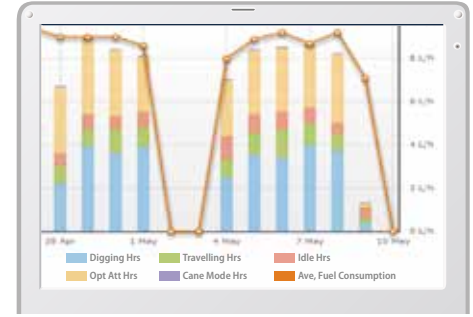 8 L/h
6 L/h
4 L/h
0 L/h
28 Apr 1 May 4 May 7 May 10 May
Digging Hrs Travelling Hrs Idle Hrs
Opt Att Hrs Cane Mode Hrs Ave, Fuel Consumption